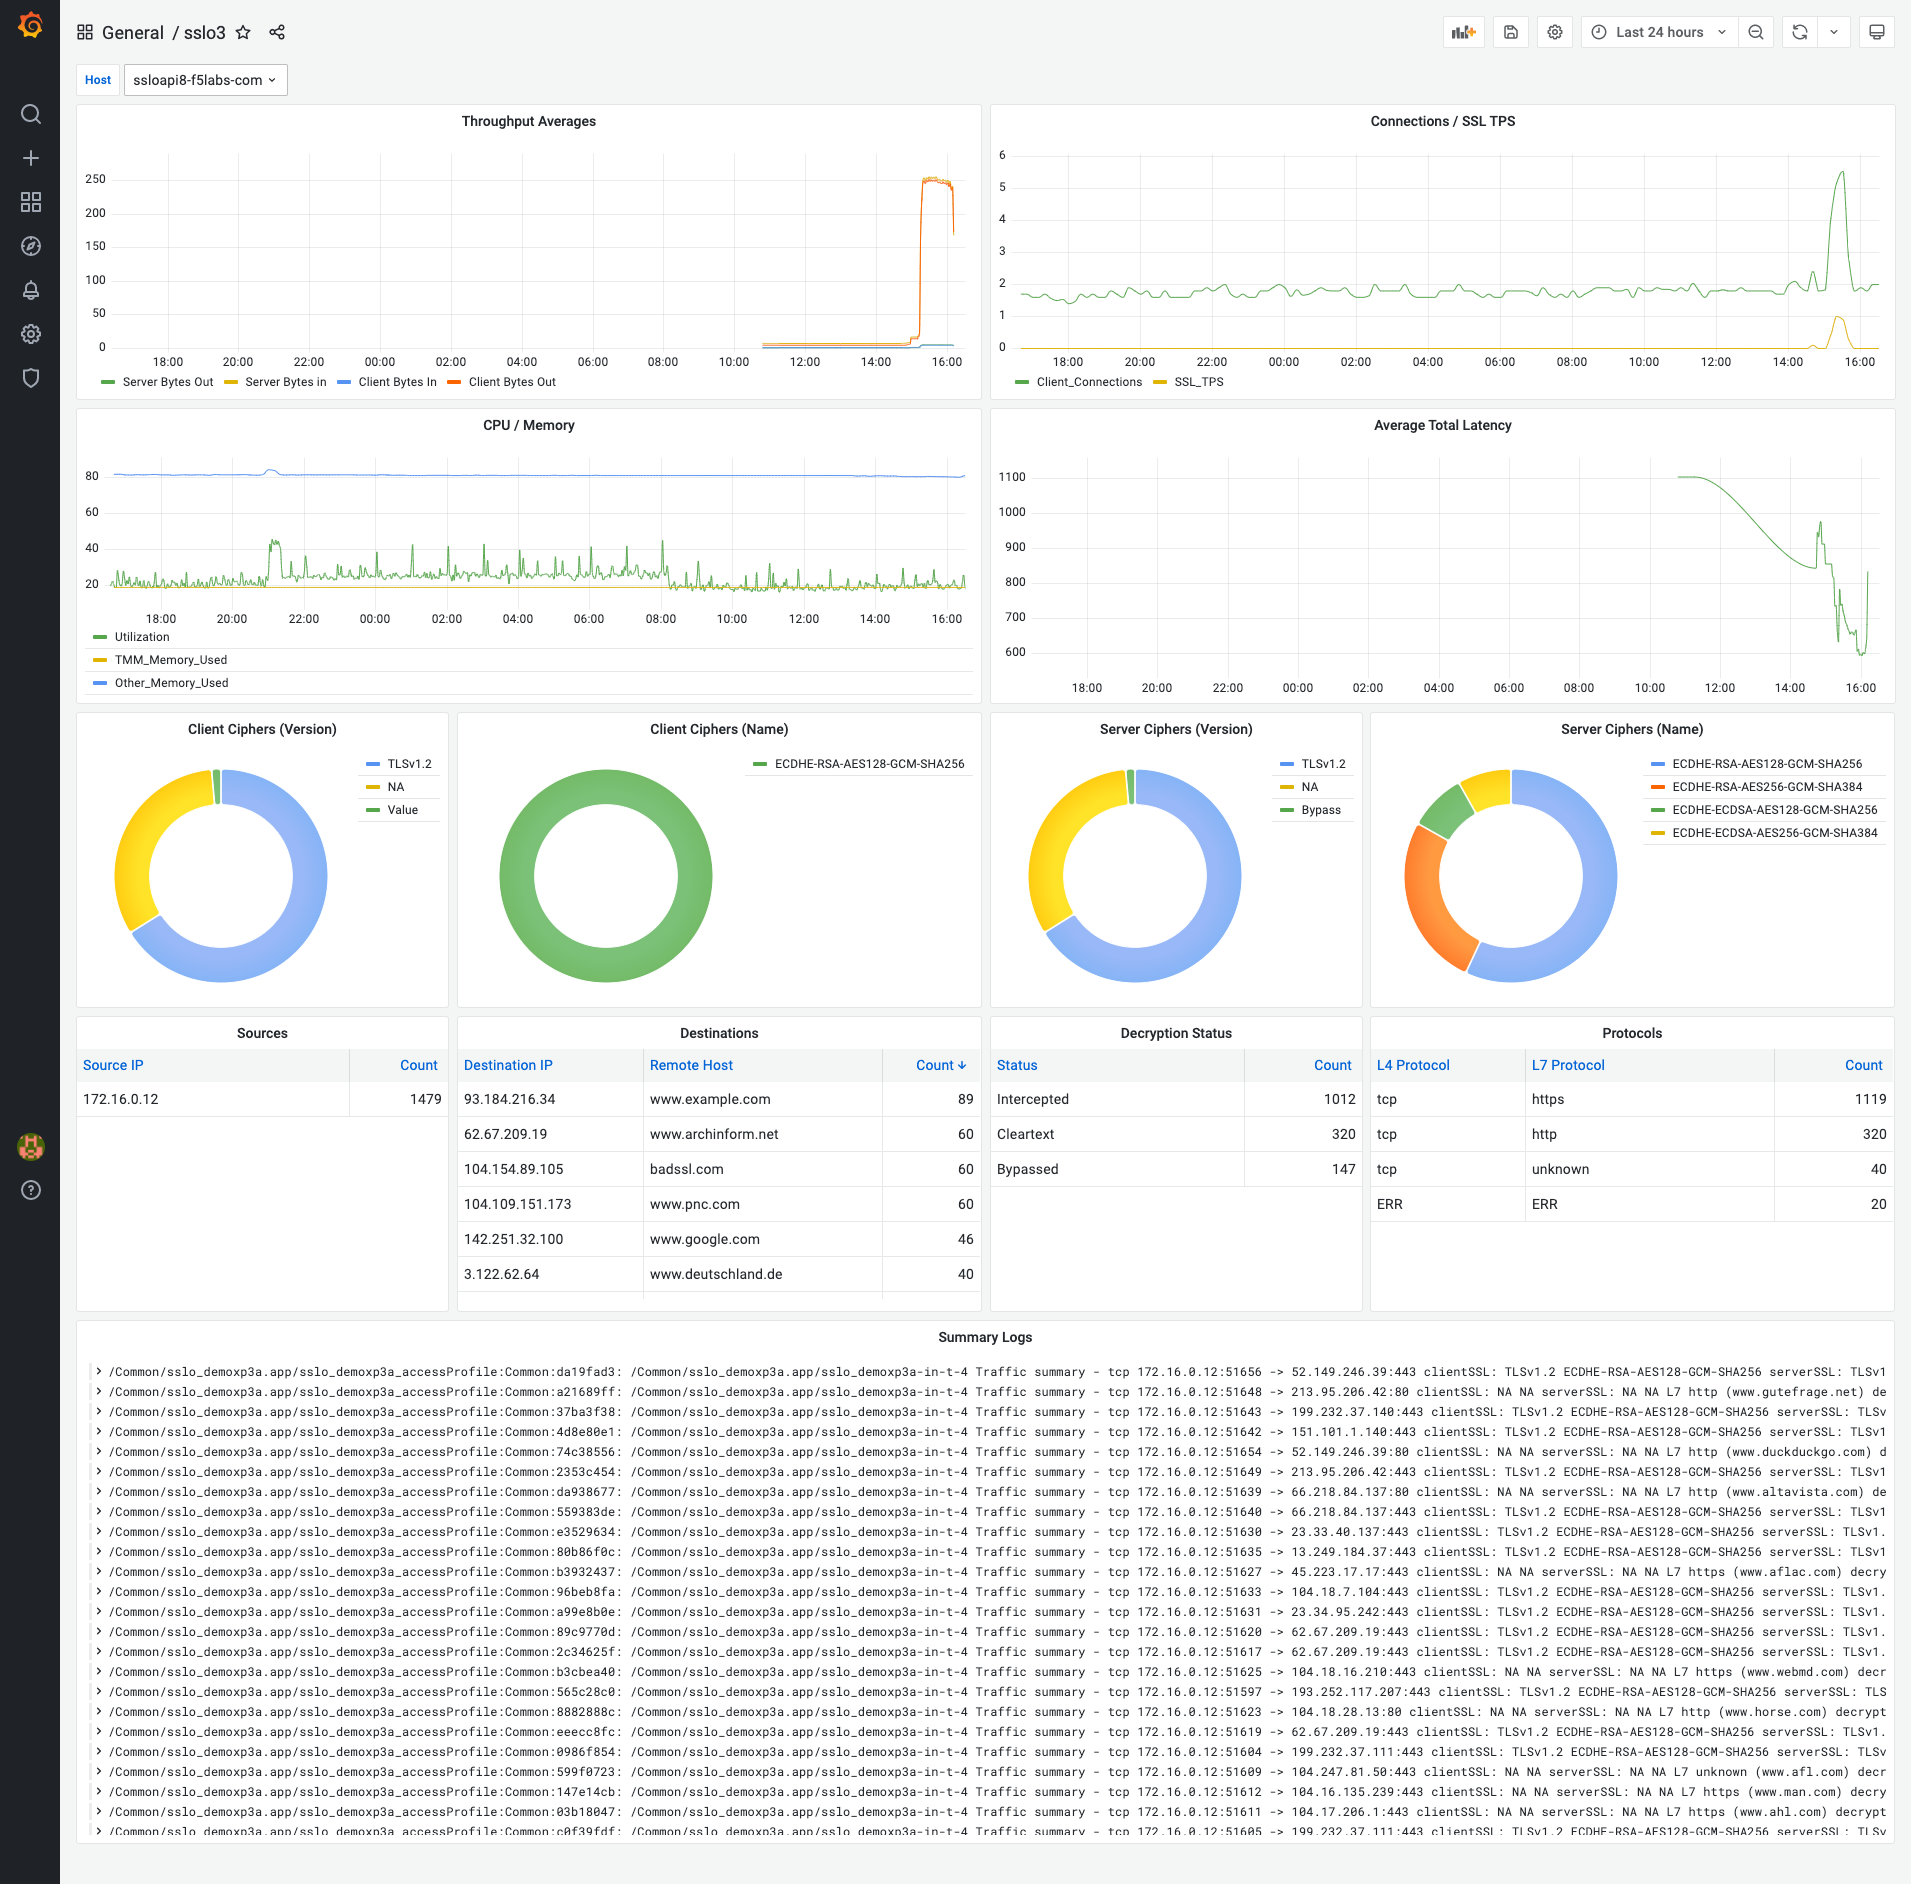 General / sslo3
Last 24 hours
Host ssloapi8-f5labs-com
Throughput Averages
250
200
150
100
50
0
18:00 20:00 22:00 00:00 02:00 04:00 06:00 08:00 10:00 12:00 14:00 16:00
Server Bytes Out Server Bytes in Client Bytes In Client Bytes Out
Connections / SSL TPS
6
5
4
3
2
1
0
18:00 20:00 22:00 00:00 02:00 04:00 06:00 08:00 10:00 12:00 14:00 16:00
Client_Connections SSL_TPS
CPU / Memory
80
60
40
20
18:00 20:00 22:00 00:00 02:00 04:00 06:00 08:00 10:00 12:00 14:00 16:00
Utilization
TMM_Memory_Used
Other_Memory_Used
Average Total Latency
1100
1000
900
800
700
600
18:00 20:00 22:00 00:00 02:00 04:00 06:00 08:00 10:00 12:00 14:00 16:00
Client Ciphers (Version)
TLSv1.2
NA
Value
Client Ciphers (Name)
ECDHE-RSA-AES128-GCM-SHA256
Server Ciphers (Version)
TLSv1.2
NA
Bypass
Server Ciphers (Name)
ECDHE-RSA-AES128-GCM-SHA256
ECDHE-RSA-AES256-GCM-SHA384
ECDHE-ECDSA-AES128-GCM-SHA256
ECDHE-ECDSA-AES256-GCM-SHA384
Sources
Source IP Count
172.16.0.12 1479
Destinations
Destination IP Remote Host Count
93.184.216.34 www.example.com 89
62.67.209.19 www.archinform.net 60
104.154.89.105 badssl.com 60
104.109.151.173 www.pnc.com 60
142.251.32.100 www.google.com 46
3.122.62.64 www.deutschland.de 40
Decryption Status
Status Count
Intercepted 1012
Cleartext 320
Bypassed 147
Protocols
L4 Protocol L7 Protocol Count
tcp https 1119
tcp http 320
tcp unknown 40
ERR ERR 20
Summary Logs
/Common/sslo_demoxp3a.app/sslo_demoxp3a_accessProfile:Common:da19fad3: /Common/sslo_demoxp3a.app/sslo_demoxp3a-in-t-4 Traffic summary - tcp 172.16.0.12:51656 -> 52.149.246.39:443 clientSSL: TLSv1.2 ECDHE-RSA-AES128-GCM-SHA256 serverSSL: TLSv1
/Common/sslo_demoxp3a.app/sslo_demoxp3a_accessProfile:Common:a21689ff: /Common/sslo_demoxp3a.app/sslo_demoxp3a-in-t-4 Traffic summary - tcp 172.16.0.12:51648 -> 213.95.206.42:80 clientSSL: NA NA serverSSL: NA NA L7 http (www.gutefrage.net) de
/Common/sslo_demoxp3a.app/sslo_demoxp3a_accessProfile:Common:37ba3f38: /Common/sslo_demoxp3a.app/sslo_demoxp3a-in-t-4 Traffic summary - tcp 172.16.0.12:51643 -> 199.232.37.140:443 clientSSL: TLSv1.2 ECDHE-RSA-AES128-GCM-SHA256 serverSSL: TLSv
/Common/sslo_demoxp3a.app/sslo_demoxp3a_accessProfile:Common:4d8e80e1: /Common/sslo_demoxp3a.app/sslo_demoxp3a-in-t-4 Traffic summary - tcp 172.16.0.12:51642 -> 151.101.1.140:443 clientSSL: TLSv1.2 ECDHE-RSA-AES128-GCM-SHA256 serverSSL: TLSv1
/Common/sslo_demoxp3a.app/sslo_demoxp3a_accessProfile:Common:74c38556: /Common/sslo_demoxp3a.app/sslo_demoxp3a-in-t-4 Traffic summary - tcp 172.16.0.12:51654 -> 52.149.246.39:80 clientSSL: NA NA serverSSL: NA NA L7 http (www.duckduckgo.com) d
/Common/sslo_demoxp3a.app/sslo_demoxp3a_accessProfile:Common:2353c454: /Common/sslo_demoxp3a.app/sslo_demoxp3a-in-t-4 Traffic summary - tcp 172.16.0.12:51649 -> 213.95.206.42:443 clientSSL: TLSv1.2 ECDHE-RSA-AES128-GCM-SHA256 serverSSL: TLSv1
/Common/sslo_demoxp3a.app/sslo_demoxp3a_accessProfile:Common:da938677: /Common/sslo_demoxp3a.app/sslo_demoxp3a-in-t-4 Traffic summary - tcp 172.16.0.12:51639 -> 66.218.84.137:80 clientSSL: NA NA serverSSL: NA NA L7 http (www.altavista.com) de
/Common/sslo_demoxp3a.app/sslo_demoxp3a_accessProfile:Common:559383de: /Common/sslo_demoxp3a.app/sslo_demoxp3a-in-t-4 Traffic summary - tcp 172.16.0.12:51640 -> 66.218.84.137:443 clientSSL: TLSv1.2 ECDHE-RSA-AES128-GCM-SHA256 serverSSL: TLSv1
/Common/sslo_demoxp3a.app/sslo_demoxp3a_accessProfile:Common:e3529634: /Common/sslo_demoxp3a.app/sslo_demoxp3a-in-t-4 Traffic summary - tcp 172.16.0.12:51630 -> 23.33.40.137:443 clientSSL: TLSv1.2 ECDHE-RSA-AES128-GCM-SHA256 serverSSL: TLSv1.
/Common/sslo_demoxp3a.app/sslo_demoxp3a_accessProfile:Common:80b86f0c: /Common/sslo_demoxp3a.app/sslo_demoxp3a-in-t-4 Traffic summary - tcp 172.16.0.12:51635 -> 13.249.184.37:443 clientSSL: TLSv1.2 ECDHE-RSA-AES128-GCM-SHA256 serverSSL: TLSv1
/Common/sslo_demoxp3a.app/sslo_demoxp3a_accessProfile:Common:b3932437: /Common/sslo_demoxp3a.app/sslo_demoxp3a-in-t-4 Traffic summary - tcp 172.16.0.12:51627 -> 45.223.17.17:443 clientSSL: NA NA serverSSL: NA NA L7 https (www.aflac.com) decry
/Common/sslo_demoxp3a.app/sslo_demoxp3a_accessProfile:Common:96beb8fa: /Common/sslo_demoxp3a.app/sslo_demoxp3a-in-t-4 Traffic summary - tcp 172.16.0.12:51633 -> 104.18.7.104:443 clientSSL: TLSv1.2 ECDHE-RSA-AES128-GCM-SHA256 serverSSL: TLSv1.
/Common/sslo_demoxp3a.app/sslo_demoxp3a_accessProfile:Common:a99e8b0e: /Common/sslo_demoxp3a.app/sslo_demoxp3a-in-t-4 Traffic summary - tcp 172.16.0.12:51631 -> 23.34.95.242:443 clientSSL: TLSv1.2 ECDHE-RSA-AES128-GCM-SHA256 serverSSL: TLSv1.
/Common/sslo_demoxp3a.app/sslo_demoxp3a_accessProfile:Common:89c9770d: /Common/sslo_demoxp3a.app/sslo_demoxp3a-in-t-4 Traffic summary - tcp 172.16.0.12:51620 -> 62.67.209.19:443 clientSSL: TLSv1.2 ECDHE-RSA-AES128-GCM-SHA256 serverSSL: TLSv1.
/Common/sslo_demoxp3a.app/sslo_demoxp3a_accessProfile:Common:2c34625f: /Common/sslo_demoxp3a.app/sslo_demoxp3a-in-t-4 Traffic summary - tcp 172.16.0.12:51617 -> 62.67.209.19:443 clientSSL: TLSv1.2 ECDHE-RSA-AES128-GCM-SHA256 serverSSL: TLSv1.
/Common/sslo_demoxp3a.app/sslo_demoxp3a_accessProfile:Common:b3cbea40: /Common/sslo_demoxp3a.app/sslo_demoxp3a-in-t-4 Traffic summary - tcp 172.16.0.12:51625 -> 104.18.16.210:443 clientSSL: NA NA serverSSL: NA NA L7 https (www.webmd.com) decr
/Common/sslo_demoxp3a.app/sslo_demoxp3a_accessProfile:Common:565c28c0: /Common/sslo_demoxp3a.app/sslo_demoxp3a-in-t-4 Traffic summary - tcp 172.16.0.12:51597 -> 193.252.117.207:443 clientSSL: TLSv1.2 ECDHE-RSA-AES128-GCM-SHA256 serverSSL: TLS
/Common/sslo_demoxp3a.app/sslo_demoxp3a_accessProfile:Common:8882888c: /Common/sslo_demoxp3a.app/sslo_demoxp3a-in-t-4 Traffic summary - tcp 172.16.0.12:51623 -> 104.18.28.13:80 clientSSL: NA NA serverSSL: NA NA L7 http (www.horse.com) decrypt
/Common/sslo_demoxp3a.app/sslo_demoxp3a_accessProfile:Common:eeecc8fc: /Common/sslo_demoxp3a.app/sslo_demoxp3a-in-t-4 Traffic summary - tcp 172.16.0.12:51619 -> 62.67.209.19:443 clientSSL: TLSv1.2 ECDHE-RSA-AES128-GCM-SHA256 serverSSL: TLSv1.
/Common/sslo_demoxp3a.app/sslo_demoxp3a_accessProfile:Common:0986f854: /Common/sslo_demoxp3a.app/sslo_demoxp3a-in-t-4 Traffic summary - tcp 172.16.0.12:51604 -> 199.232.37.111:443 clientSSL: TLSv1.2 ECDHE-RSA-AES128-GCM-SHA256 serverSSL: TLSv
/Common/sslo_demoxp3a.app/sslo_demoxp3a_accessProfile:Common:599f0723: /Common/sslo_demoxp3a.app/sslo_demoxp3a-in-t-4 Traffic summary - tcp 172.16.0.12:51609 -> 104.247.81.50:443 clientSSL: NA NA serverSSL: NA NA L7 unknown (www.afl.com) decr
/Common/sslo_demoxp3a.app/sslo_demoxp3a_accessProfile:Common:147e14cb: /Common/sslo_demoxp3a.app/sslo_demoxp3a-in-t-4 Traffic summary - tcp 172.16.0.12:51612 -> 104.16.135.239:443 clientSSL: NA NA serverSSL: NA NA L7 https (www.man.com) decry
/Common/sslo_demoxp3a.app/sslo_demoxp3a_accessProfile:Common:03b18047: /Common/sslo_demoxp3a.app/sslo_demoxp3a-in-t-4 Traffic summary - tcp 172.16.0.12:51611 -> 104.17.206.1:443 clientSSL: NA NA serverSSL: NA NA L7 https (www.ahl.com) decrypt
/Common/sslo_demoxp3a.app/sslo_demoxp3a_accessProfile:Common:c0f39fdf: /Common/sslo_demoxp3a.app/sslo_demoxp3a-in-t-4 Traffic summary - tcp 172.16.0.12:51605 -> 199.232.37.111:443 clientSSL: TLSv1.2 ECDHE-RSA-AES128-GCM-SHA256 serverSSL: TLSv